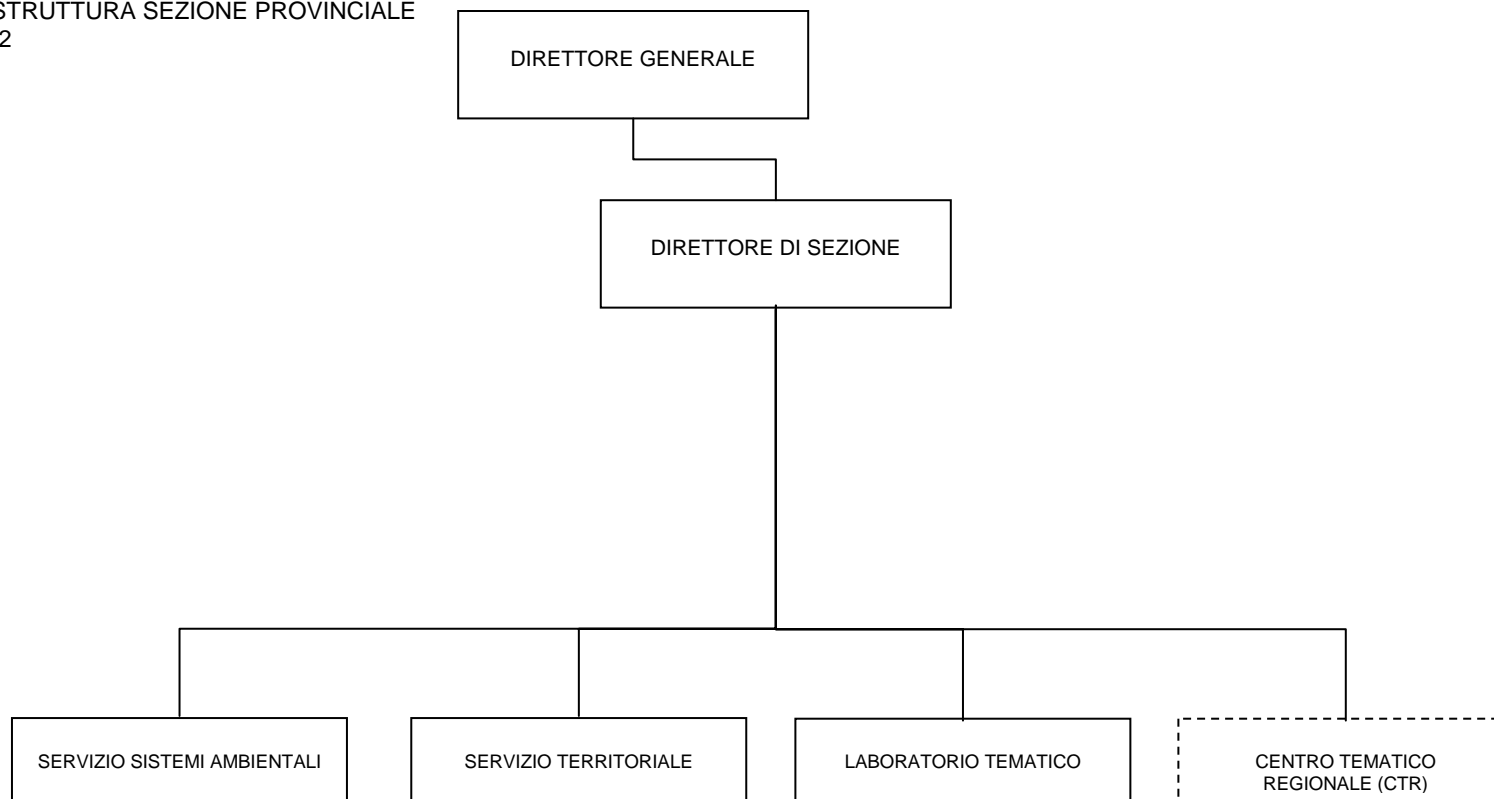 STRUTTURA SEZIONE PROVINCIALE
2
DIRETTORE GENERALE
DIRETTORE DI SEZIONE
SERVIZIO SISTEMI AMBIENTALI
SERVIZIO TERRITORIALE
LABORATORIO TEMATICO
CENTRO TEMATICO
REGIONALE (CTR)